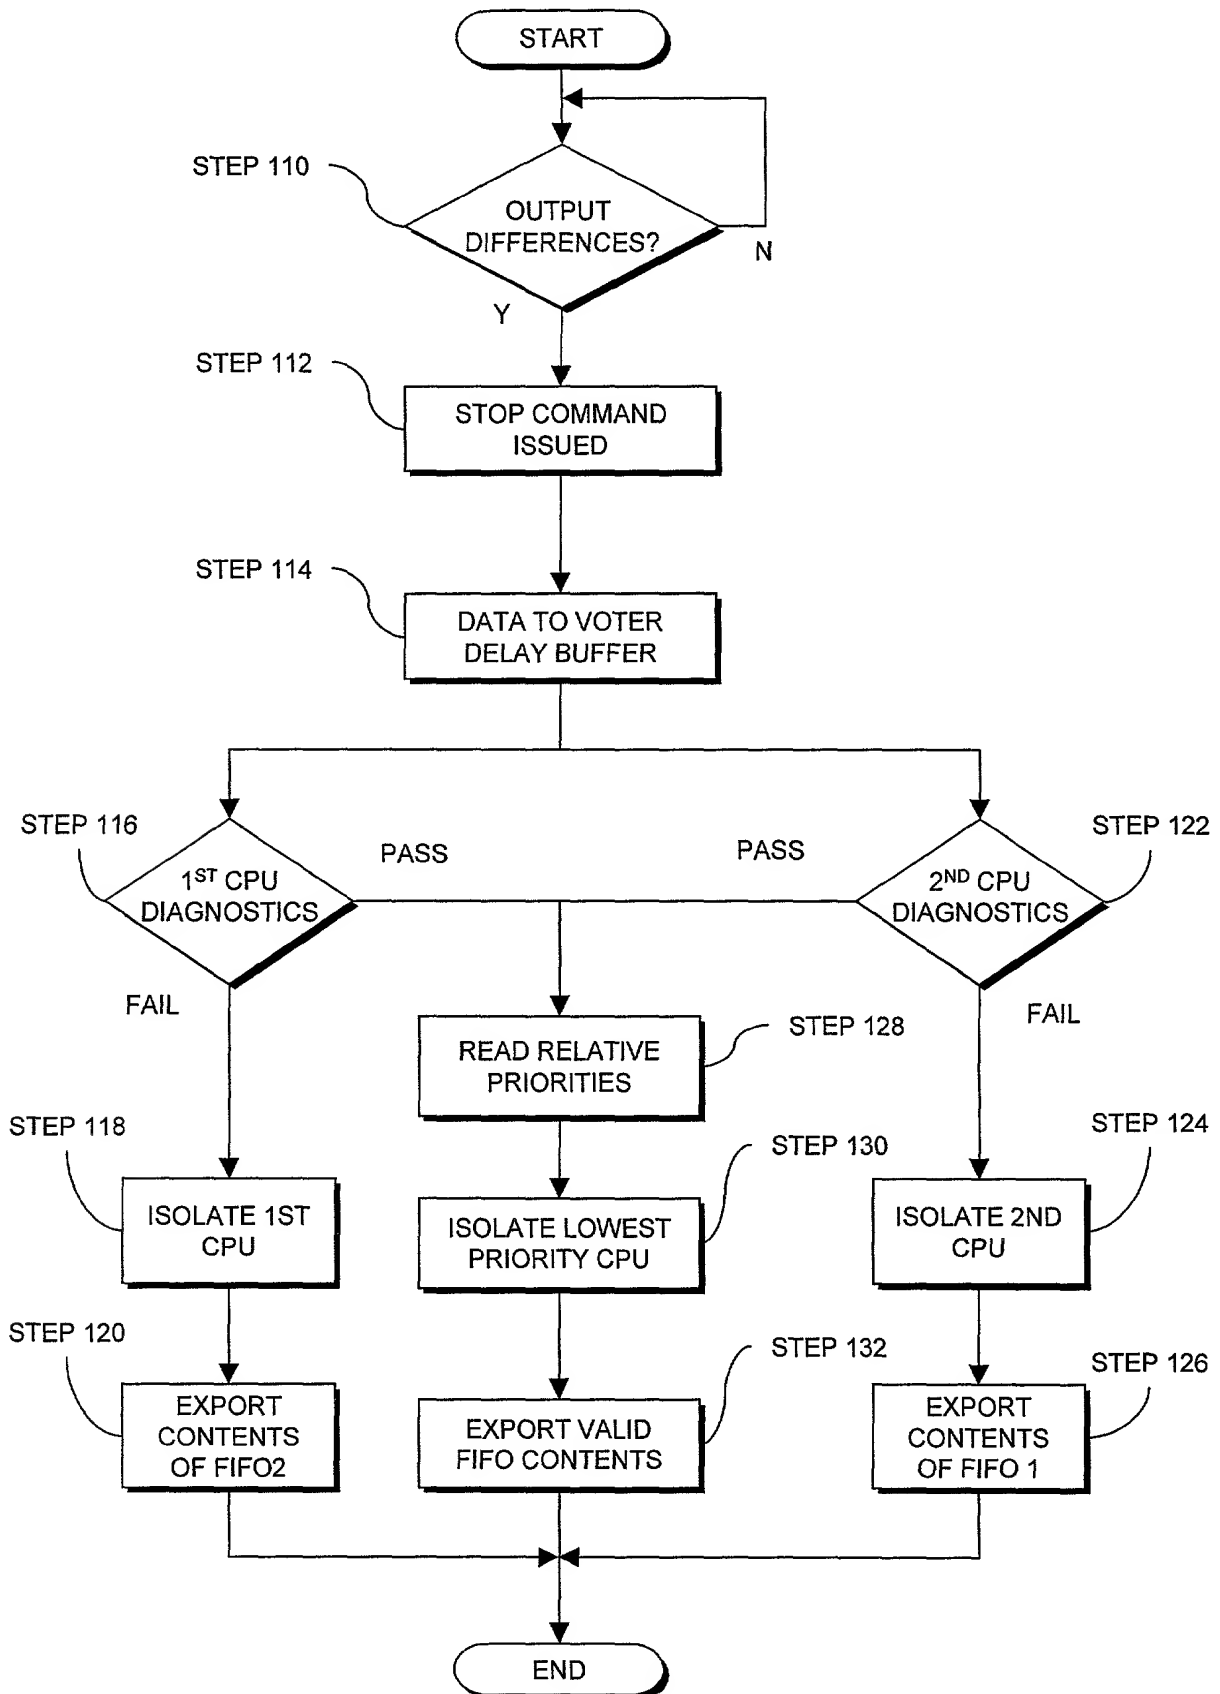 START
STEP 110
OUTPUT
DIFFERENCES?
N
Y
STEP 112
STOP COMMAND
ISSUED
STEP 114
DATA TO VOTER
DELAY BUFFER
STEP 116
1ST CPU
DIAGNOSTICS
PASS
PASS
2ND CPU
DIAGNOSTICS
STEP 122
FAIL
FAIL
READ RELATIVE
PRIORITIES
STEP 128
STEP 118
ISOLATE 1ST
CPU
STEP 130
ISOLATE LOWEST
PRIORITY CPU
STEP 124
ISOLATE 2ND
CPU
STEP 120
EXPORT
CONTENTS
OF FIFO2
STEP 132
EXPORT VALID
FIFO CONTENTS
STEP 126
EXPORT
CONTENTS
OF FIFO 1
END